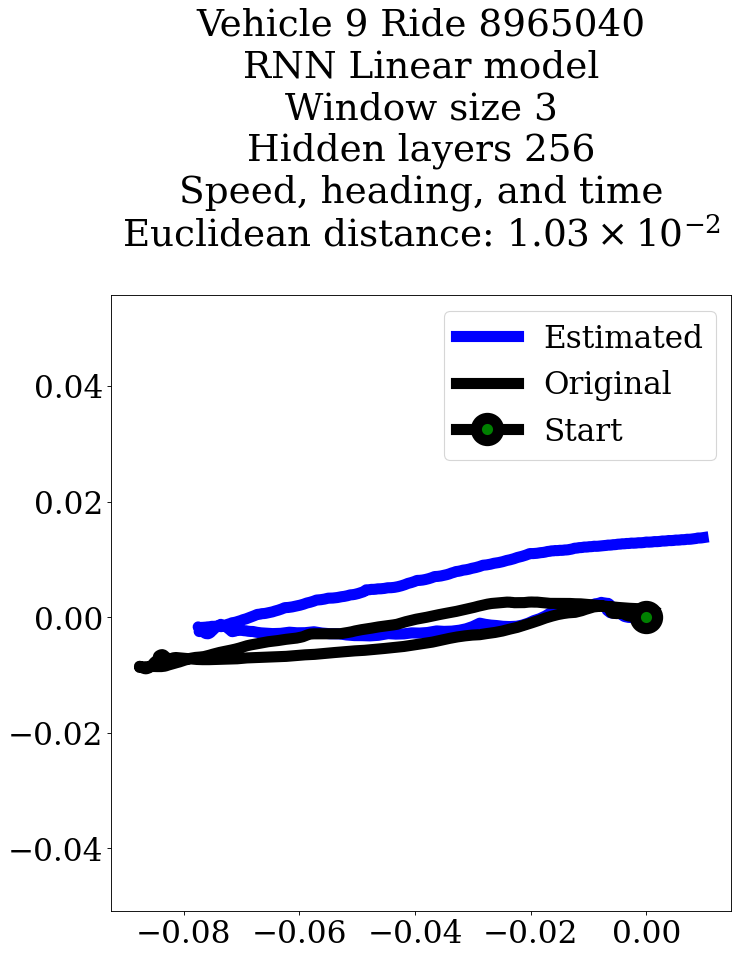 Vehicle 9 Ride 8965040
RNN Linear model
Window size 3
Hidden layers 256
Speed, heading, and time
Euclidean distance: 1.03 × 10⁻²
Estimated
Original
Start
0.04
0.02
0.00
−0.02
−0.04
−0.08 −0.06 −0.04 −0.02 0.00